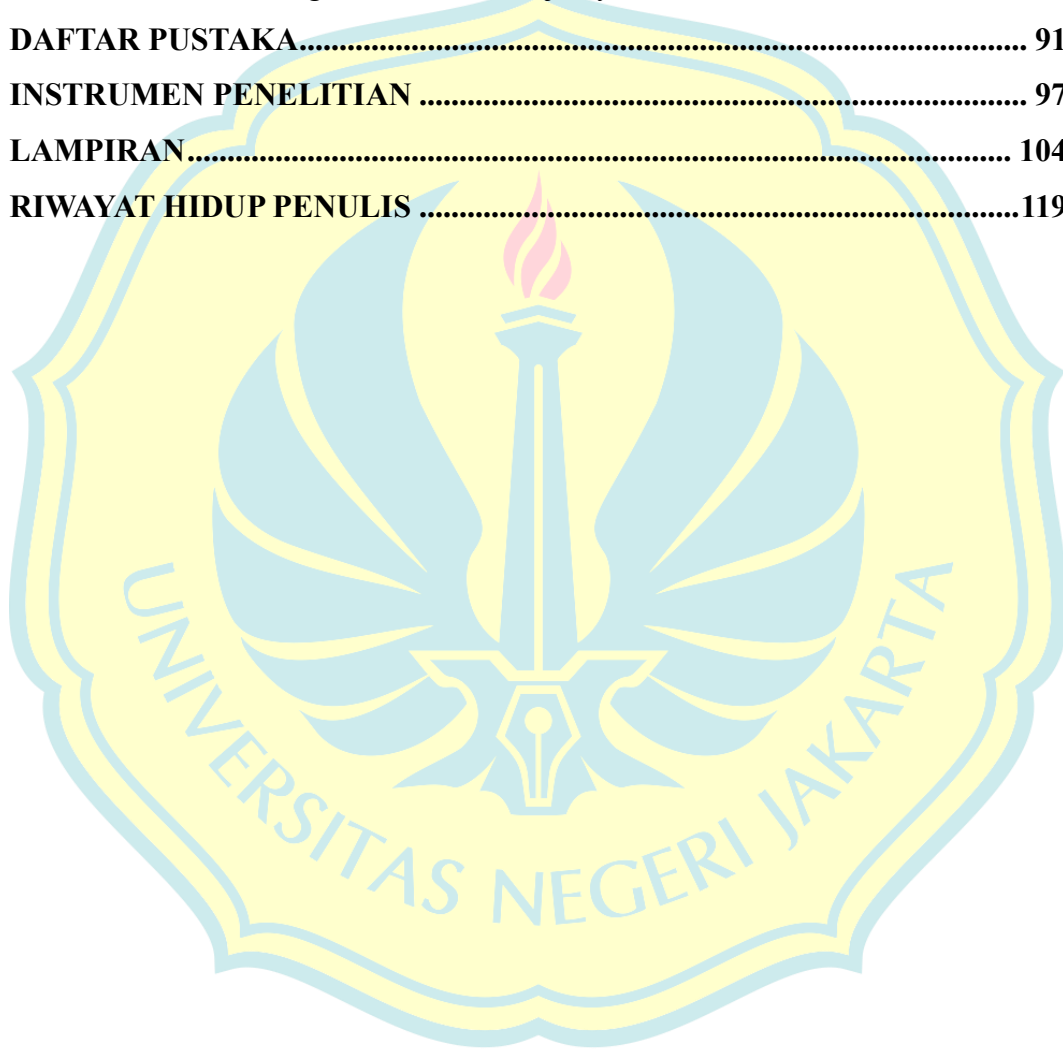 DAFTAR PUSTAKA........................................................................................... 91
INSTRUMEN PENELITIAN ............................................................................ 97
LAMPIRAN....................................................................................................... 104
RIWAYAT HIDUP PENULIS ...........................................................................119
UNIVERSITAS NEGERI JAKARTA